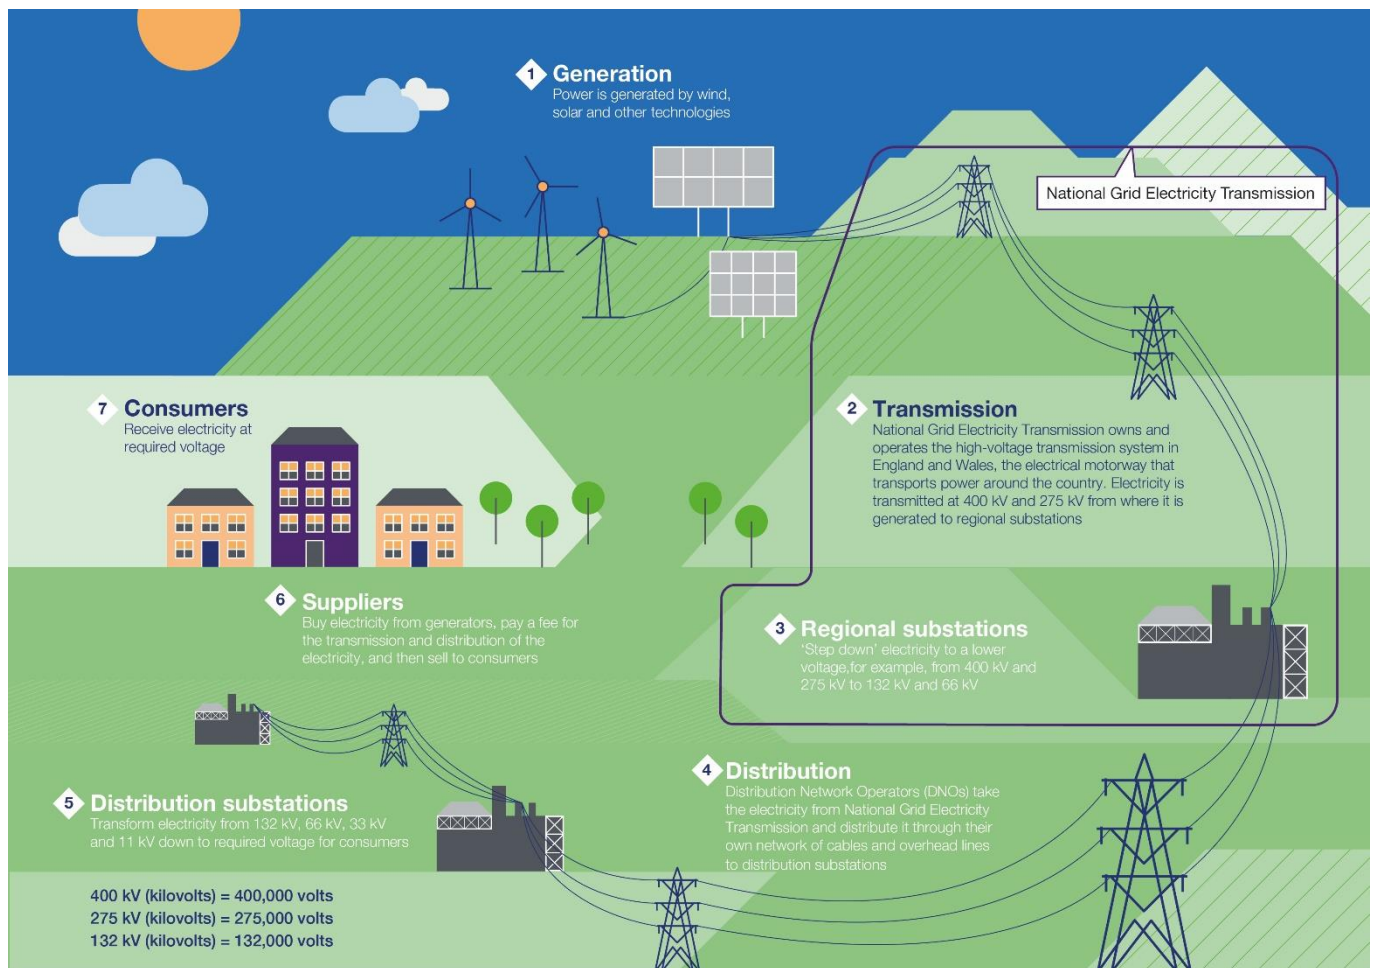 1 Generation
Power is generated by wind,
solar and other technologies
National Grid Electricity Transmission
2 Transmission
National Grid Electricity Transmission owns and
operates the high-voltage transmission system in
England and Wales, the electrical motorway that
transports power around the country. Electricity is
transmitted at 400 kV and 275 kV from where it is
generated to regional substations
3 Regional substations
'Step down' electricity to a lower
voltage,for example, from 400 kV and
275 kV to 132 kV and 66 kV
4 Distribution
Distribution Network Operators (DNOs) take
the electricity from National Grid Electricity
Transmission and distribute it through their
own network of cables and overhead lines
to distribution substations
5 Distribution substations
Transform electricity from 132 kV, 66 kV, 33 kV
and 11 kV down to required voltage for consumers
6 Suppliers
Buy electricity from generators, pay a fee for
the transmission and distribution of the
electricity, and then sell to consumers
7 Consumers
Receive electricity at
required voltage
400 kV (kilovolts) = 400,000 volts
275 kV (kilovolts) = 275,000 volts
132 kV (kilovolts) = 132,000 volts